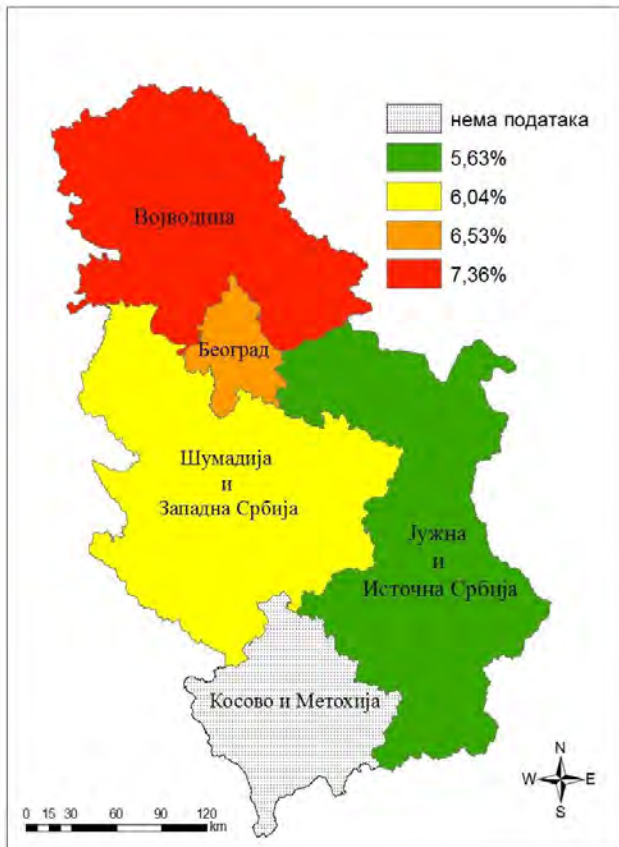 нема података
5,63%
6,04%
6,53%
7,36%
Војводина
Београд
Шумадија
и
Западна Србија
Јужна
и
Источна Србија
Косово и Метохија
N
W E
S
0 15 30 60 90 120
km